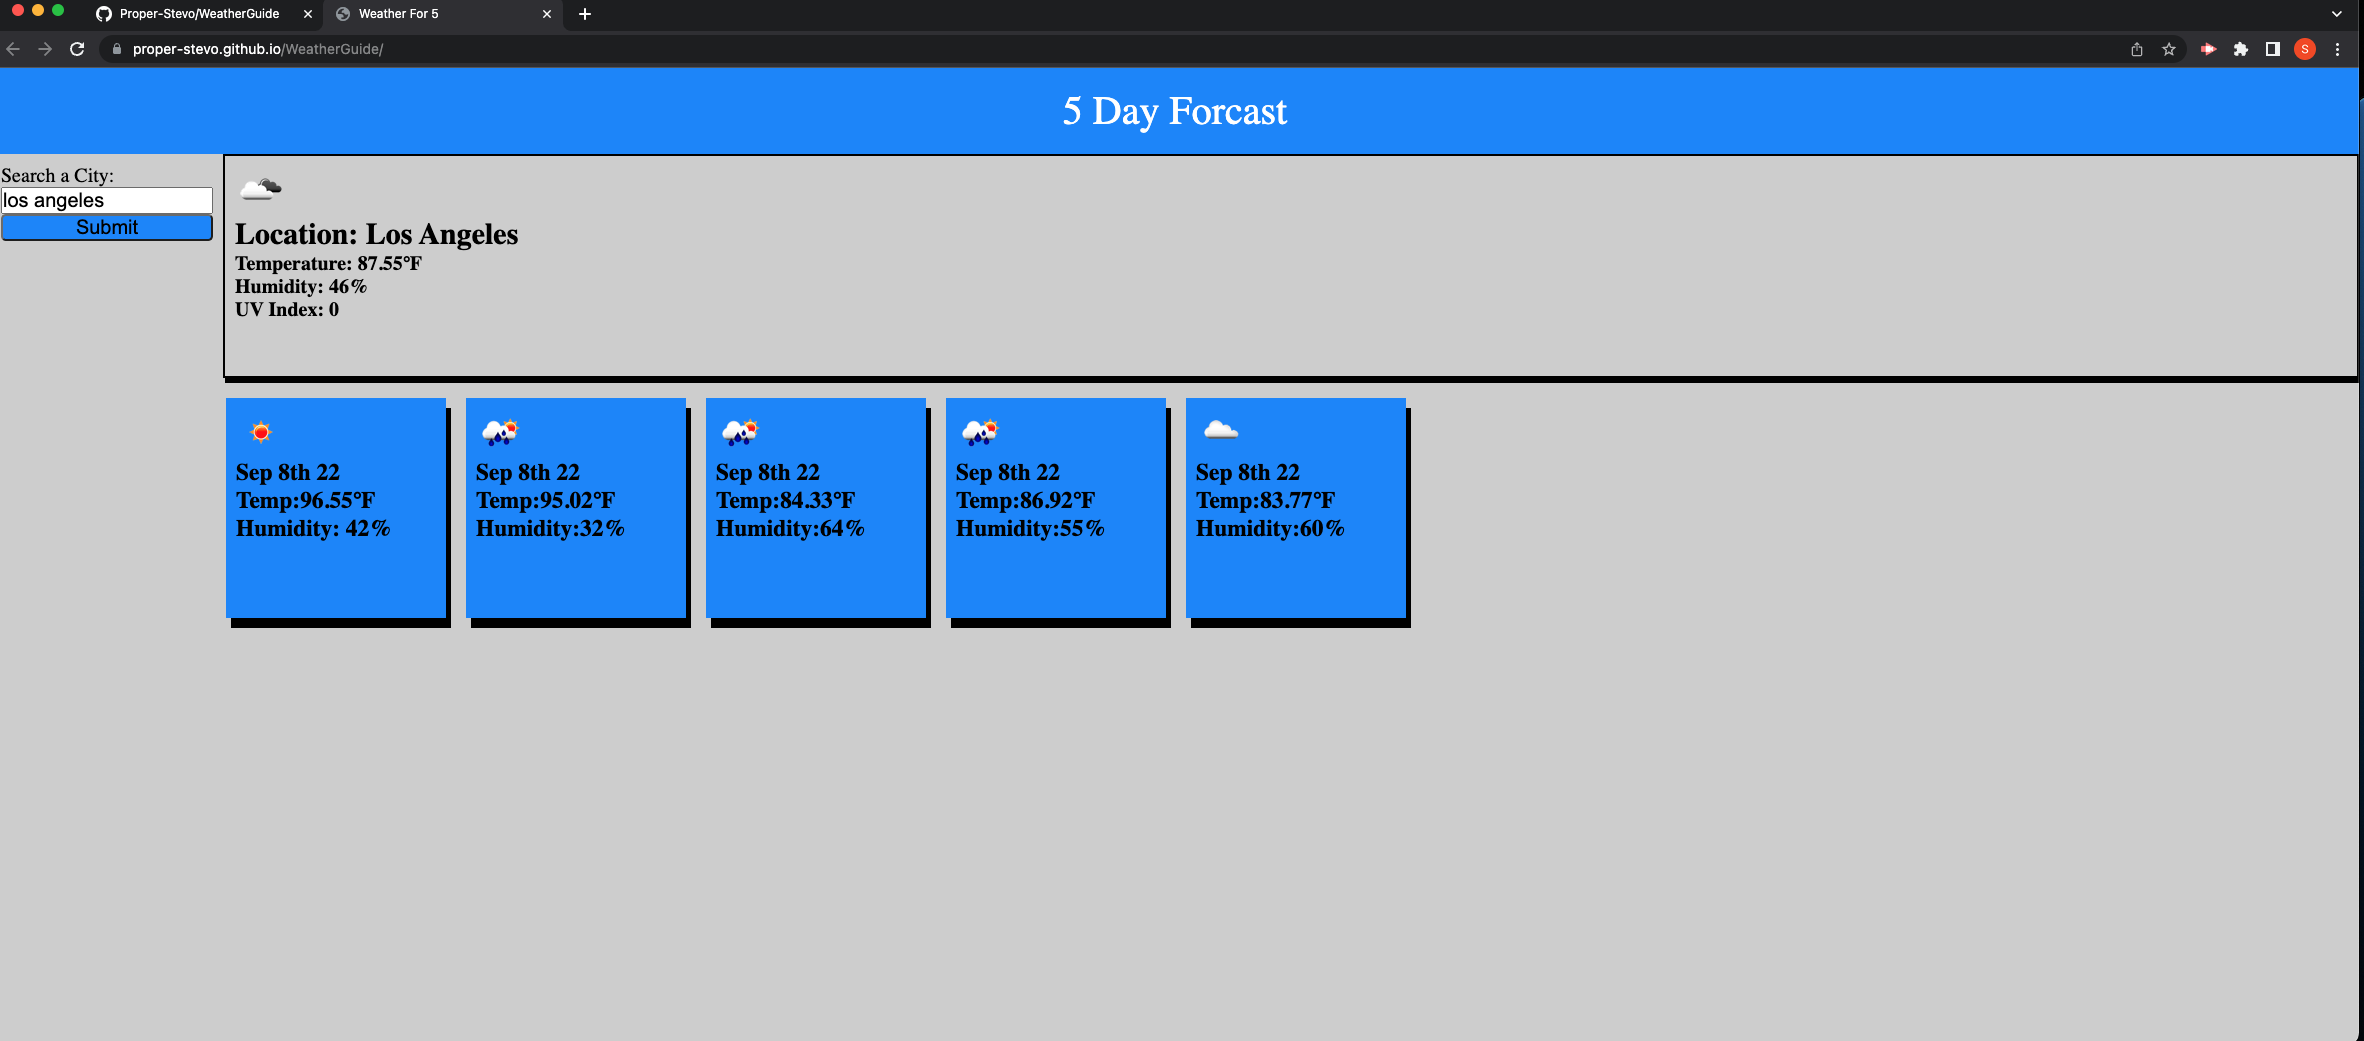 Proper-Stevo/WeatherGuide
Weather For 5
proper-stevo.github.io/WeatherGuide/
S
5 Day Forcast
Search a City:
los angeles
Submit
Location: Los Angeles
Temperature: 87.55°F
Humidity: 46%
UV Index: 0
Sep 8th 22
Temp:96.55°F
Humidity: 42%
Sep 8th 22
Temp:95.02°F
Humidity:32%
Sep 8th 22
Temp:84.33°F
Humidity:64%
Sep 8th 22
Temp:86.92°F
Humidity:55%
Sep 8th 22
Temp:83.77°F
Humidity:60%